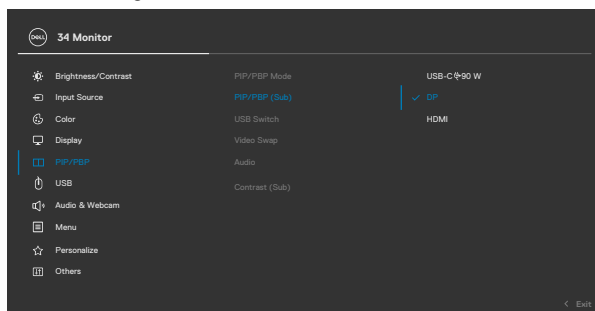 DELL 34 Monitor
Brightness/Contrast PIP/PBP Mode USB-C 90 W
Input Source PIP/PBP (Sub) DP
Color USB Switch HDMI
Display Video Swap
PIP/PBP Audio
USB Contrast (Sub)
Audio & Webcam
Menu
Personalize
Others
Exit